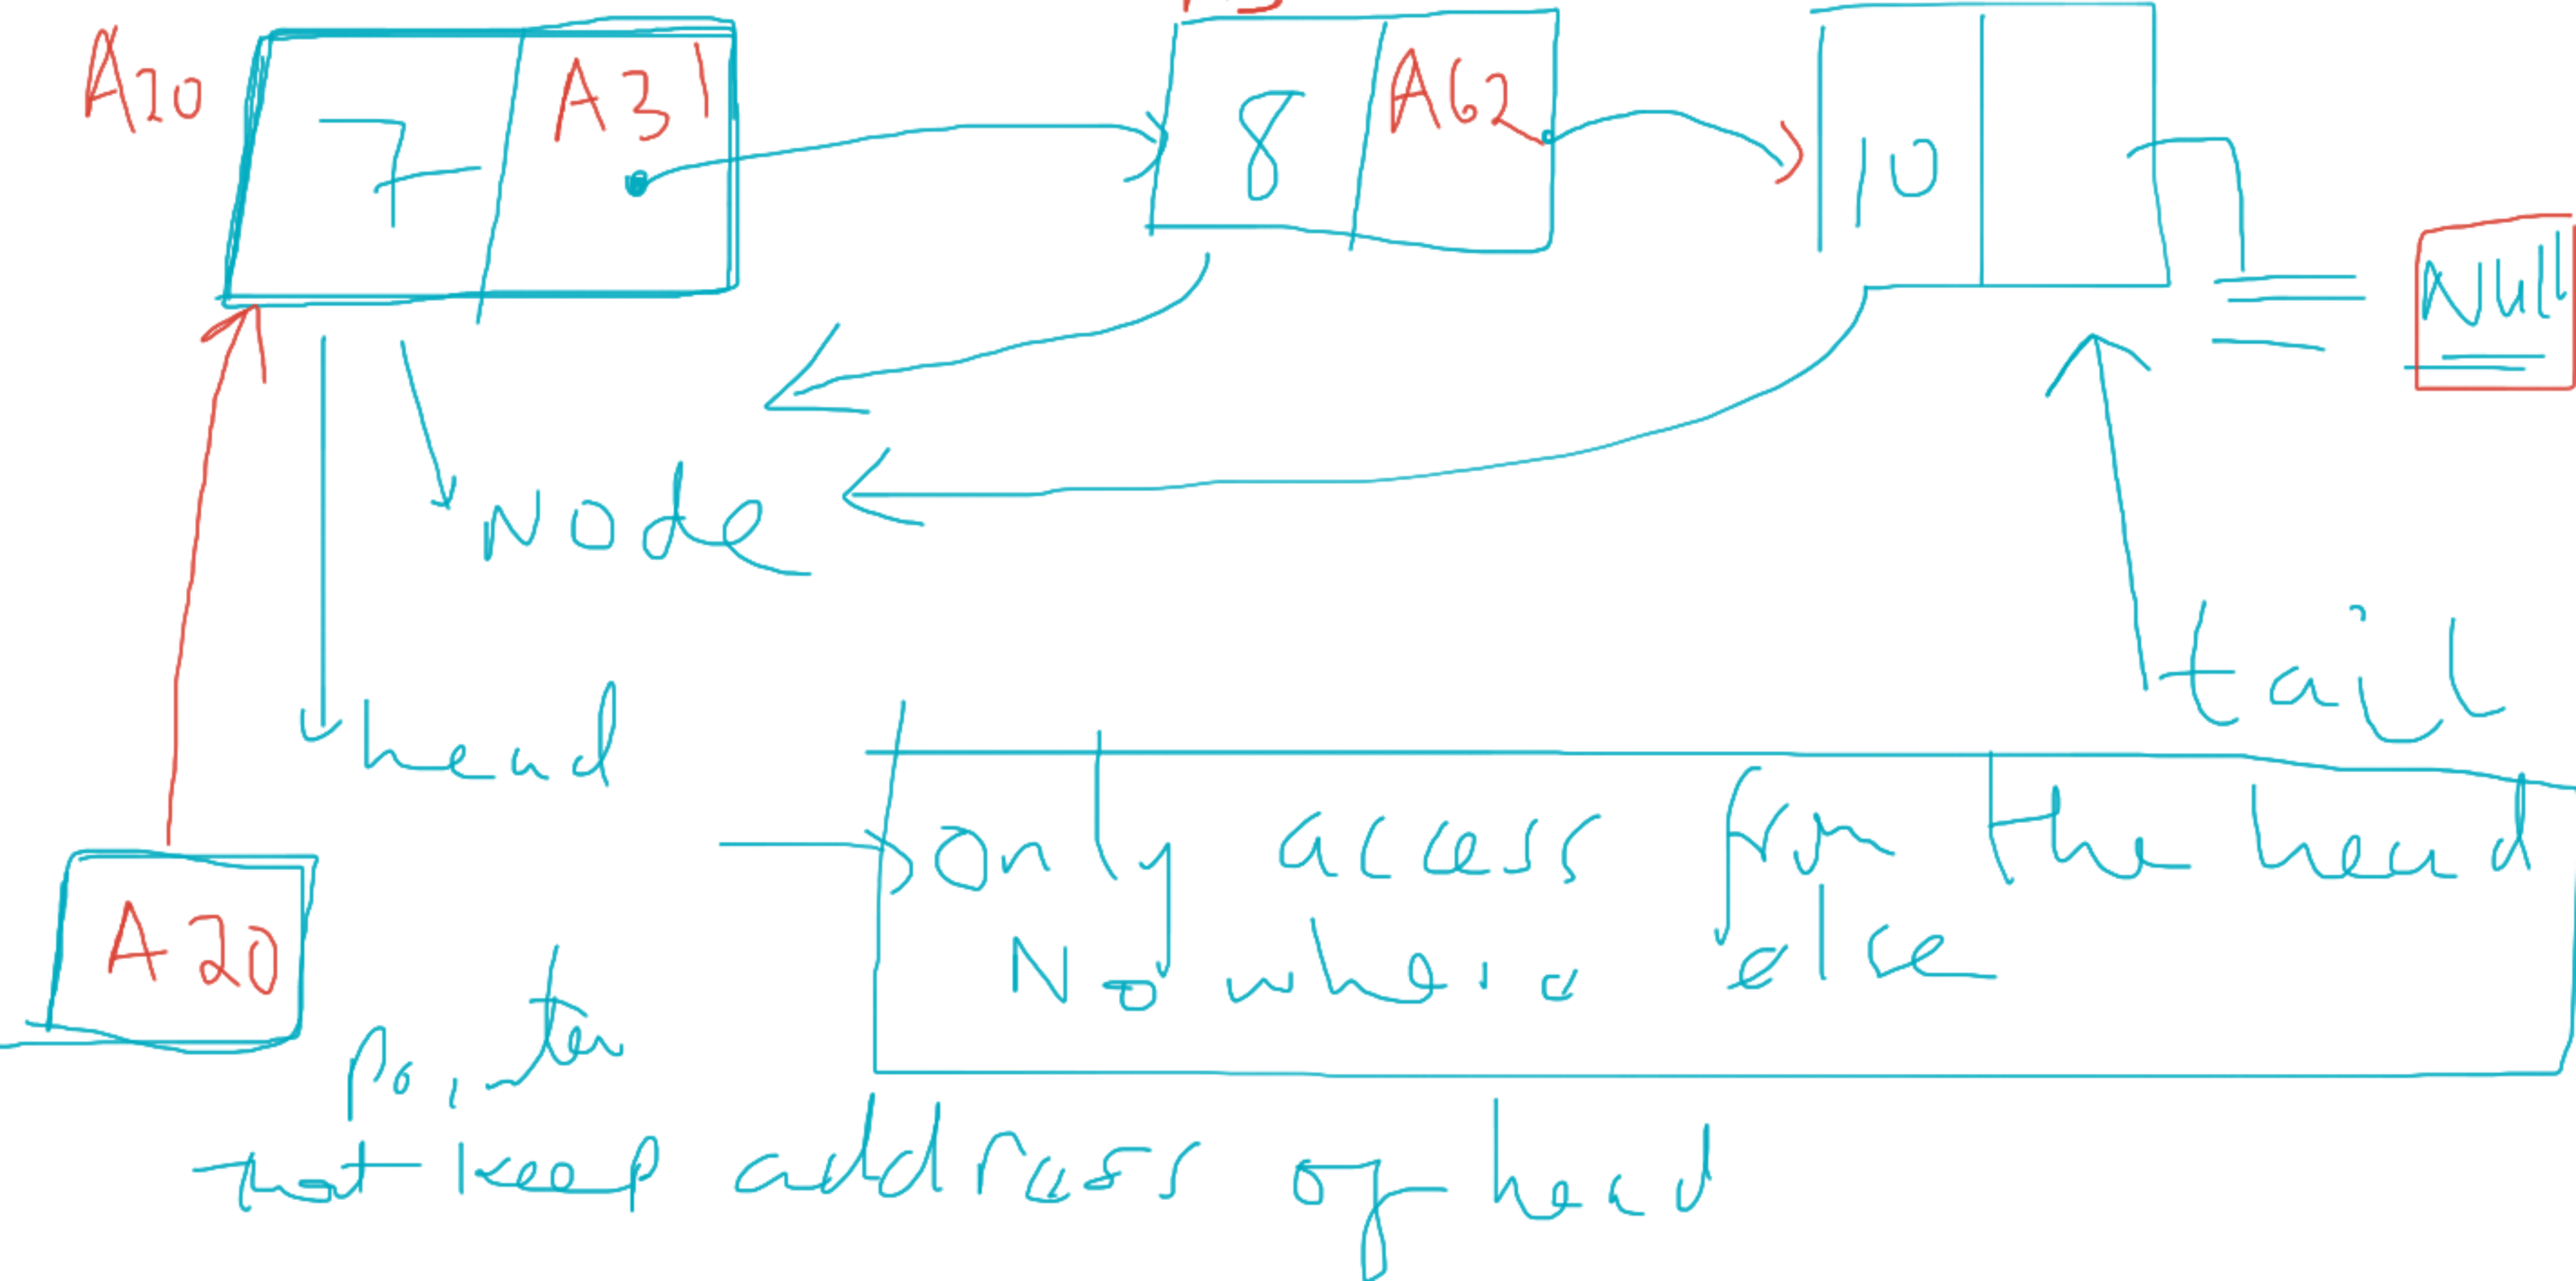 A20
7 A31
8 A62
10
Null
Node
head
tail
only access from the head
No where else
A20
Pointer
keep address of head